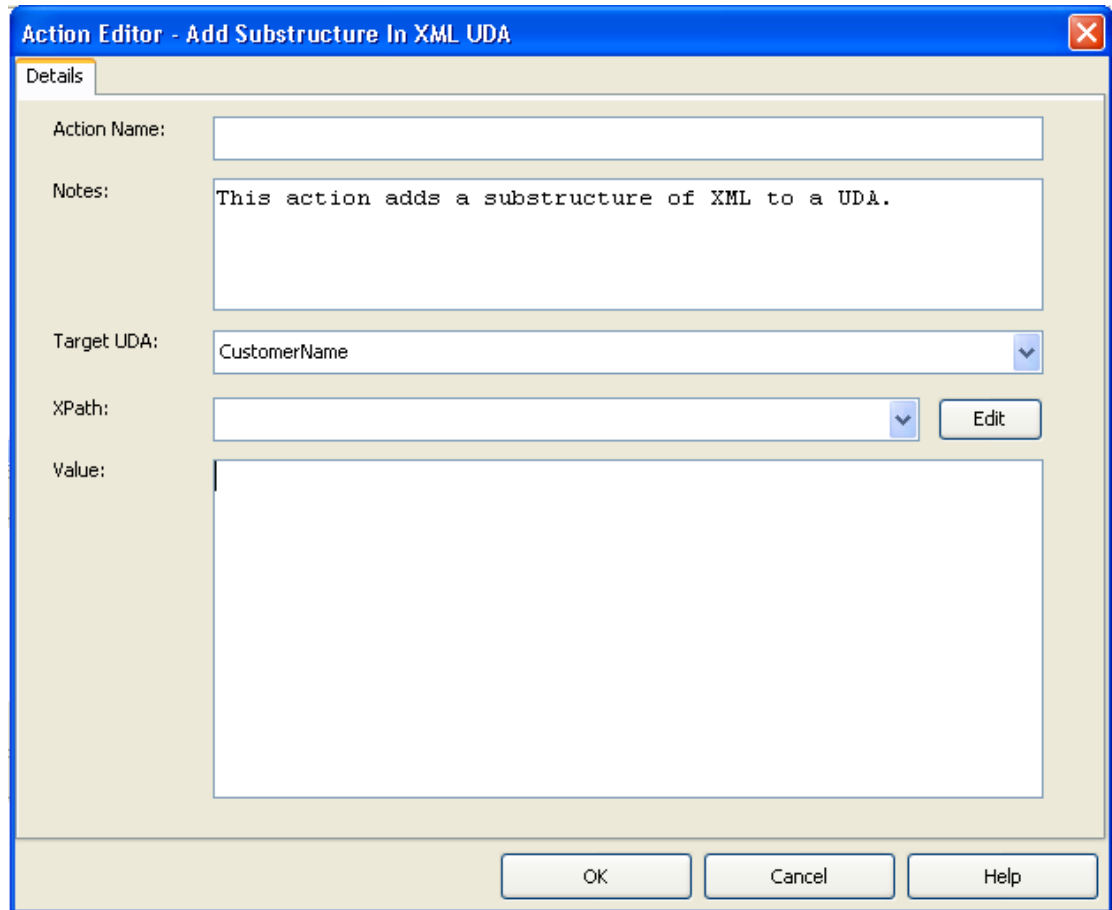 Action Editor - Add Substructure In XML UDA
Details
Action Name:
Notes:
This action adds a substructure of XML to a UDA.
Target UDA:
CustomerName
XPath:
Edit
Value:
OK
Cancel
Help